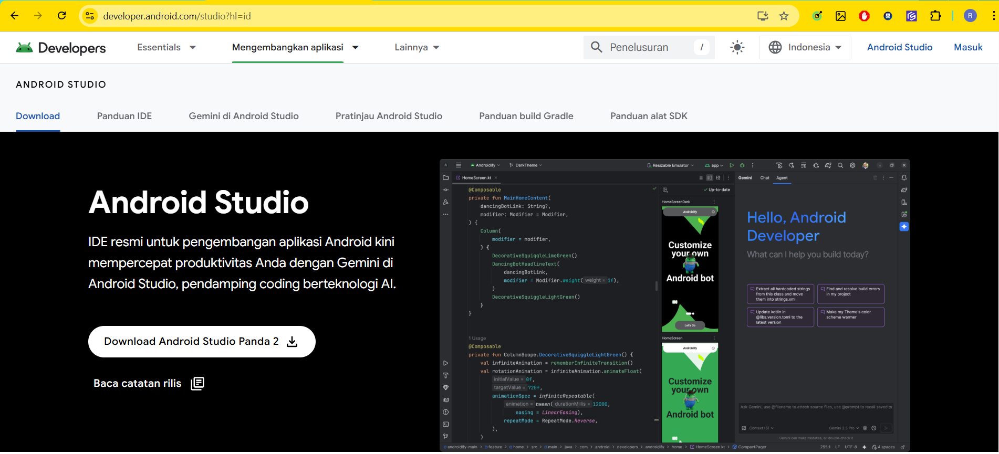 developer.android.com/studio?hl=id
R
Developers
Essentials
Mengembangkan aplikasi
Lainnya
Penelusuran
/
Indonesia
Android Studio
Masuk
ANDROID STUDIO
Download
Panduan IDE
Gemini di Android Studio
Pratinjau Android Studio
Panduan build Gradle
Panduan alat SDK
Android Studio
IDE resmi untuk pengembangan aplikasi Android kini
mempercepat produktivitas Anda dengan Gemini di
Android Studio, pendamping coding berteknologi AI.
Download Android Studio Panda 2
Baca catatan rilis
Androidify
DarkTheme
Resizable Emulator
app
HomeScreen.kt
@Composable
private fun MainHomeContent(
dancingBotLink: String?,
modifier: Modifier = Modifier,
) {
Column(
modifier = modifier,
) {
DecorativeSquiggleLimeGreen()
DancingBotHeadlineText(
dancingBotLink,
modifier = Modifier.weight( weight = 1f),
)
DecorativeSquiggleLightGreen()
}
}
1 Usage
@Composable
private fun ColumnScope.DecorativeSquiggleLightGreen() {
val infiniteAnimation = rememberInfiniteTransition()
val rotationAnimation = infiniteAnimation.animateFloat(
initialValue = 0f,
targetValue = 720f,
animationSpec = infiniteRepeatable(
animation = tween( durationMillis = 12000,
easing = LinearEasing),
repeatMode = RepeatMode.Reverse,
),
)
Up-to-date
HomeScreenDark
Androidify
Customize
your own
Android bot
Let's Go
HomeScreen
Androidify
Customize
your own
Android bot
Gemini
Chat
Agent
Hello, Android
Developer
What can I help you build today?
Extract all hardcoded strings
from this class and move
them into strings.xml
Find and resolve build errors
in my project
Update kotlin in
@libs.version.toml to the
latest version
Make my Theme's color
scheme warmer
Ask Gemini, use @filename to attach source files, use @prompt to recall saved pr
Context (6)
Gemini 2.5 Pro
Gemini can make mistakes, so double-check it
androidify-main > feature > home > src > main > java > com > android > developers > androidify > home > HomeScreen.kt > CompactPager
255:1 LF UTF-8 4 spaces